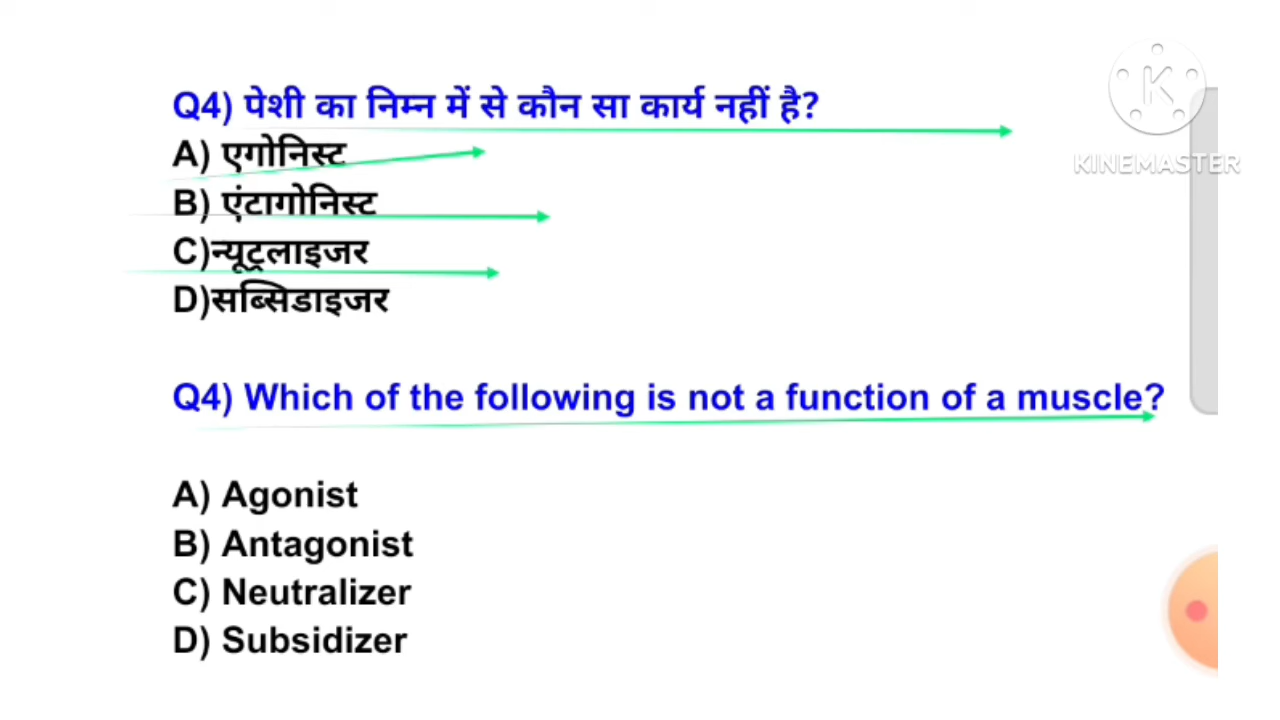 Q4) पेशी का निम्न में से कौन सा कार्य नहीं है?
A) एगोनिस्ट
B) एंटागोनिस्ट
C)न्यूट्रलाइजर
D)सब्सिडाइजर
Q4) Which of the following is not a function of a muscle?
A) Agonist
B) Antagonist
C) Neutralizer
D) Subsidizer
K
KINEMASTER